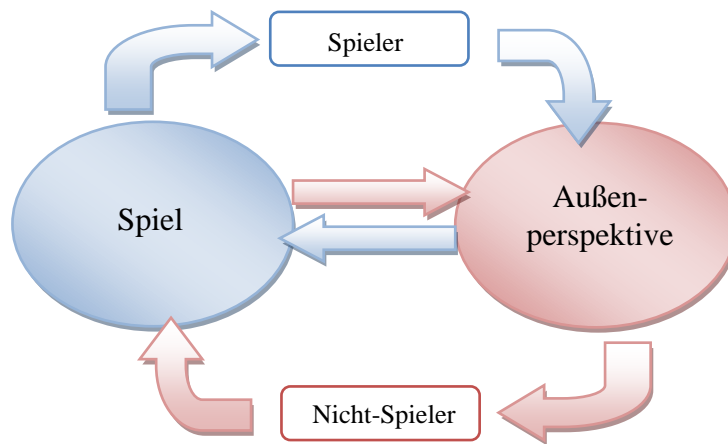 Spieler
Spiel
Außen-
perspektive
Nicht-Spieler